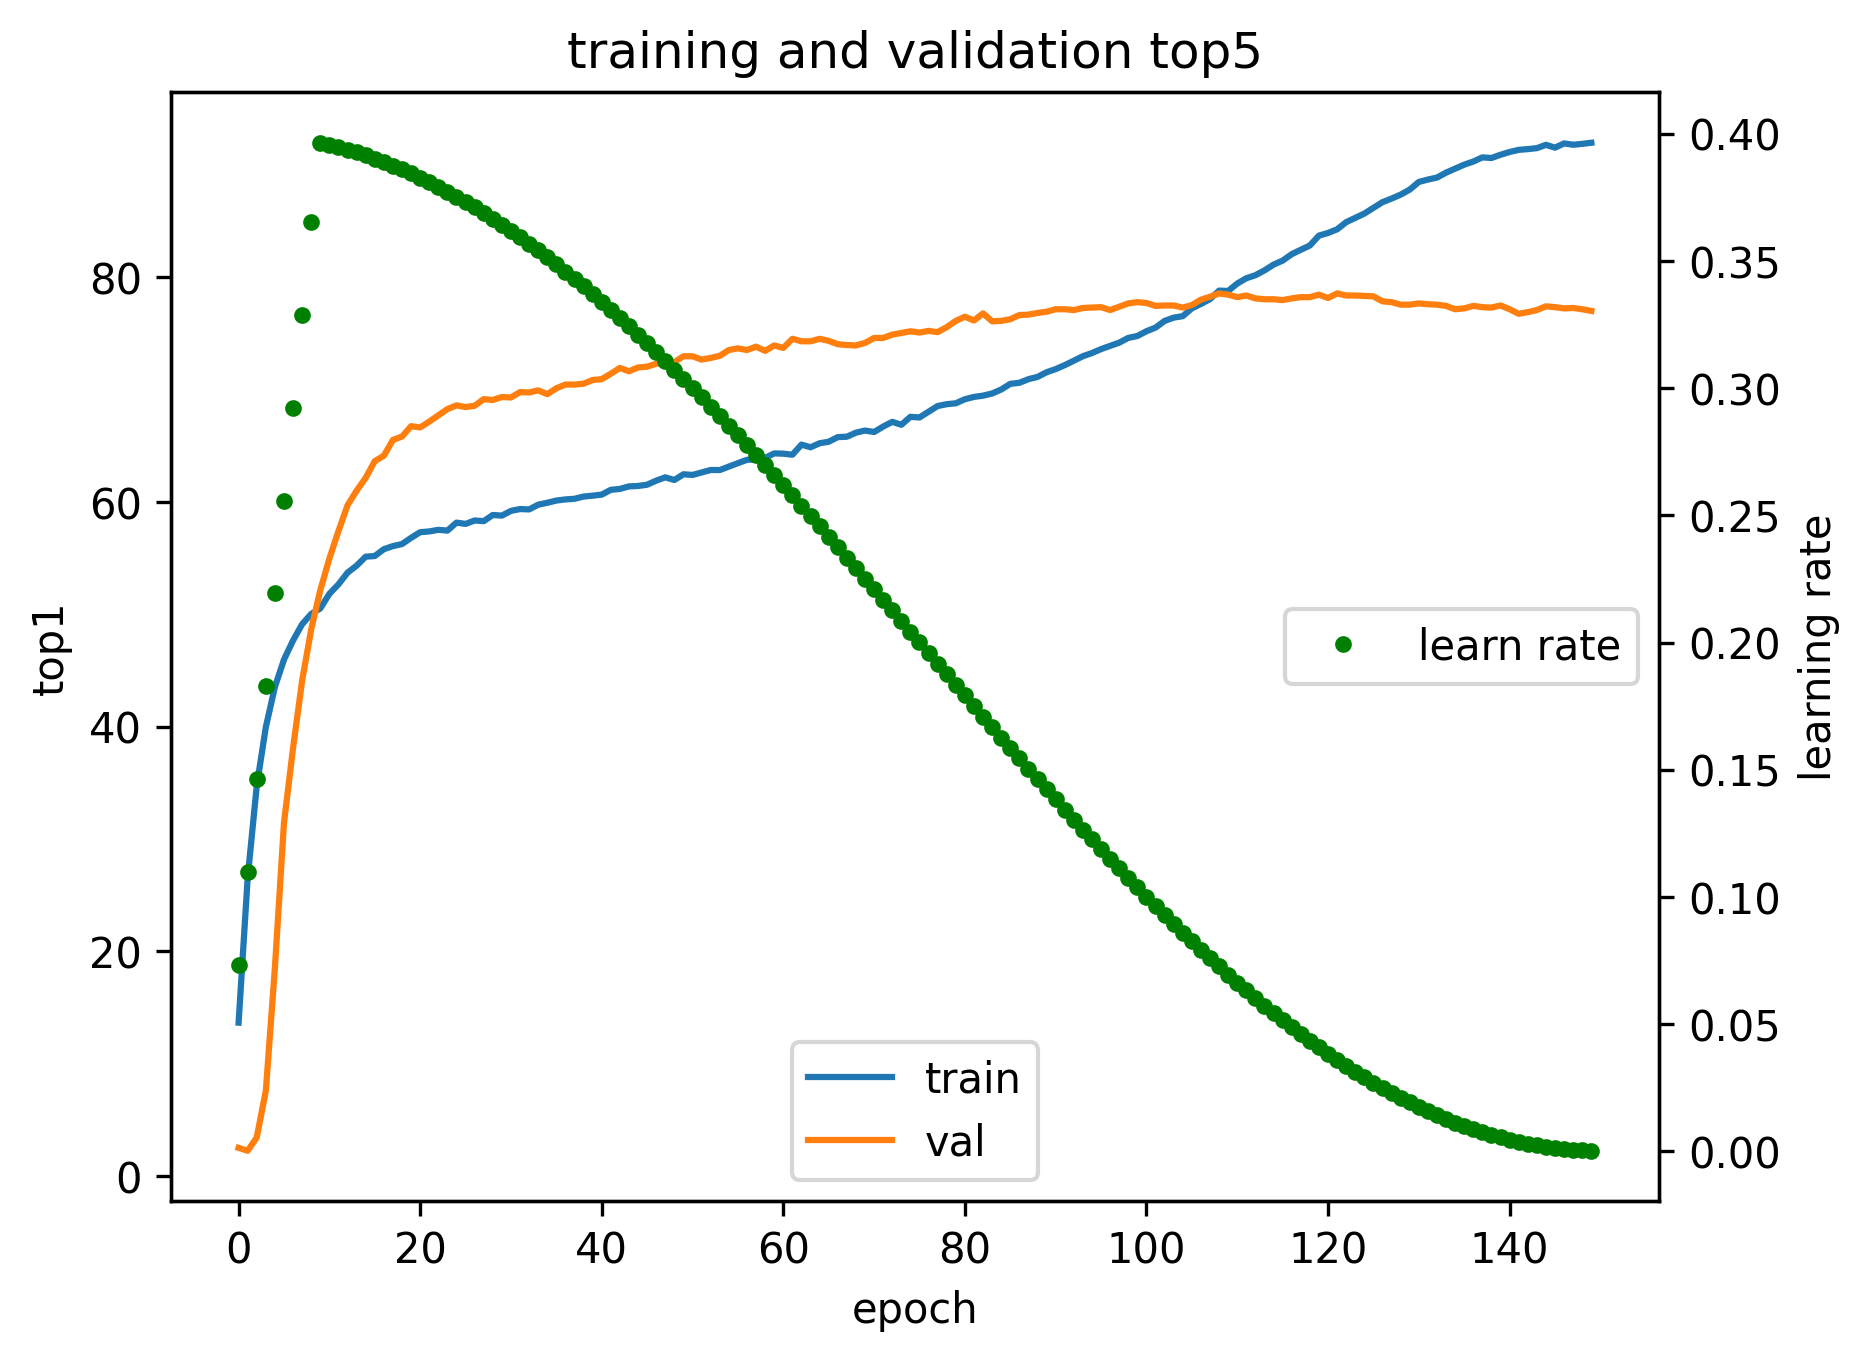 training and validation top5
top1
80
60
40
20
0
0.40
0.35
0.30
0.25
0.20
0.15
0.10
0.05
0.00
learning rate
learn rate
train
val
0 20 40 60 80 100 120 140
epoch